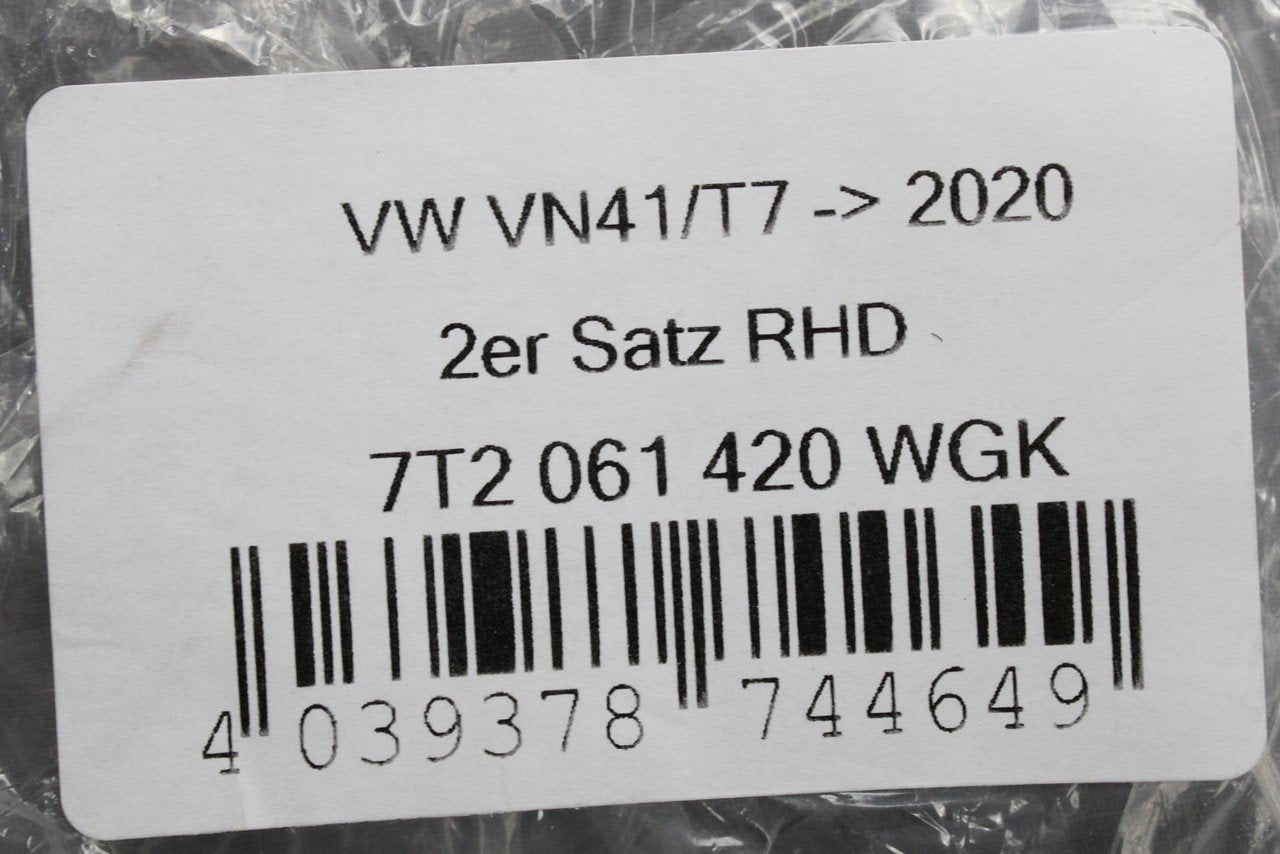 VW VN41/T7 -> 2020
2er Satz RHD
7T2 061 420 WGK
4 039378 744649